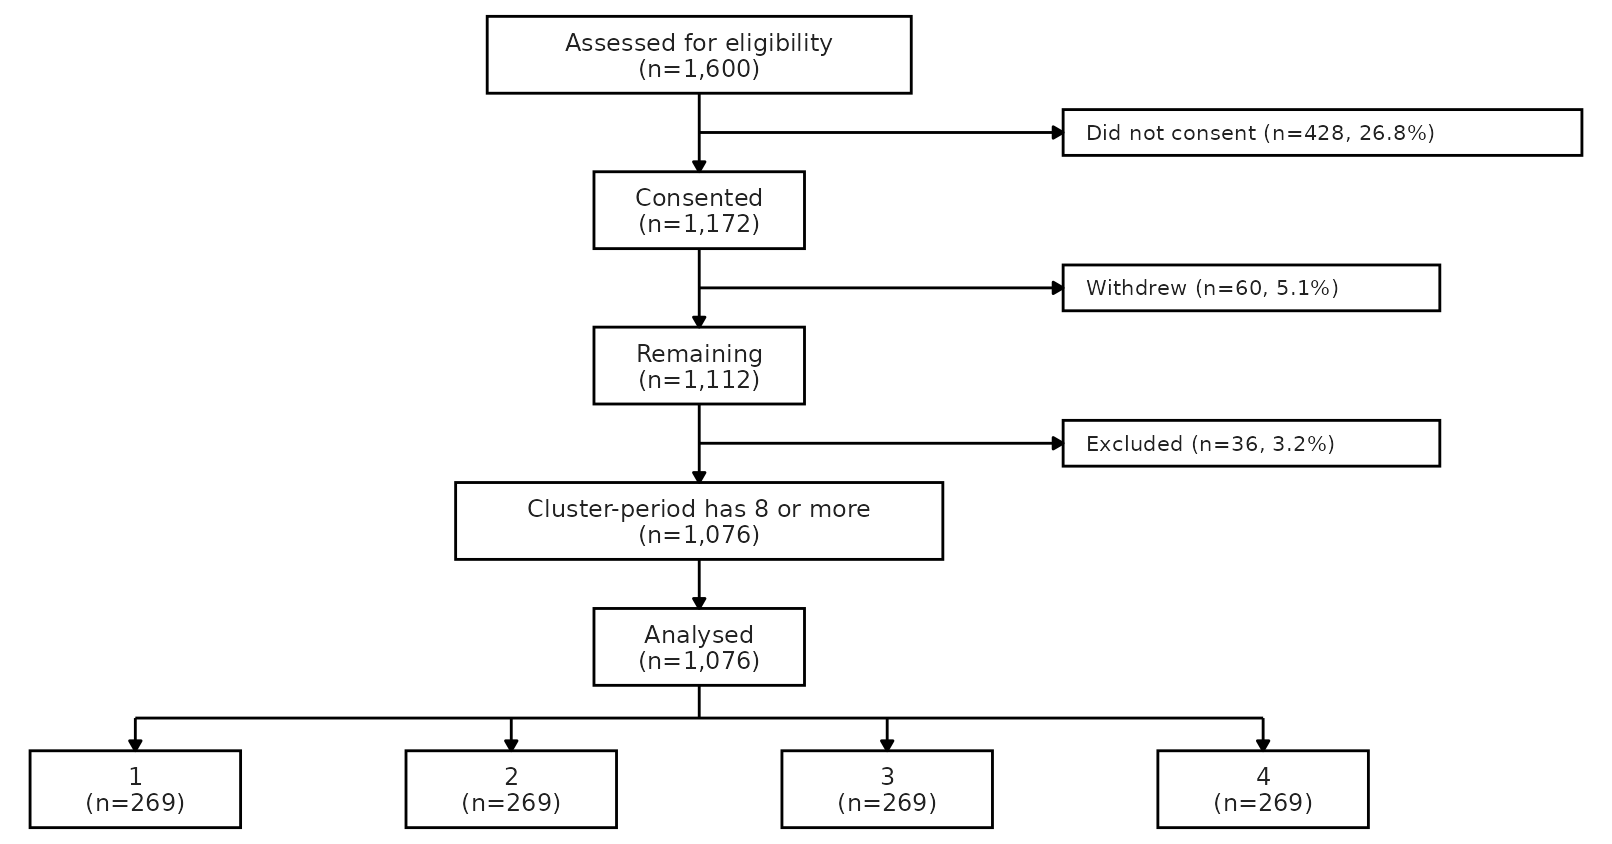 Assessed for eligibility
(n=1,600)
Did not consent (n=428, 26.8%)
Consented
(n=1,172)
Withdrew (n=60, 5.1%)
Remaining
(n=1,112)
Excluded (n=36, 3.2%)
Cluster-period has 8 or more
(n=1,076)
Analysed
(n=1,076)
1
(n=269)
2
(n=269)
3
(n=269)
4
(n=269)